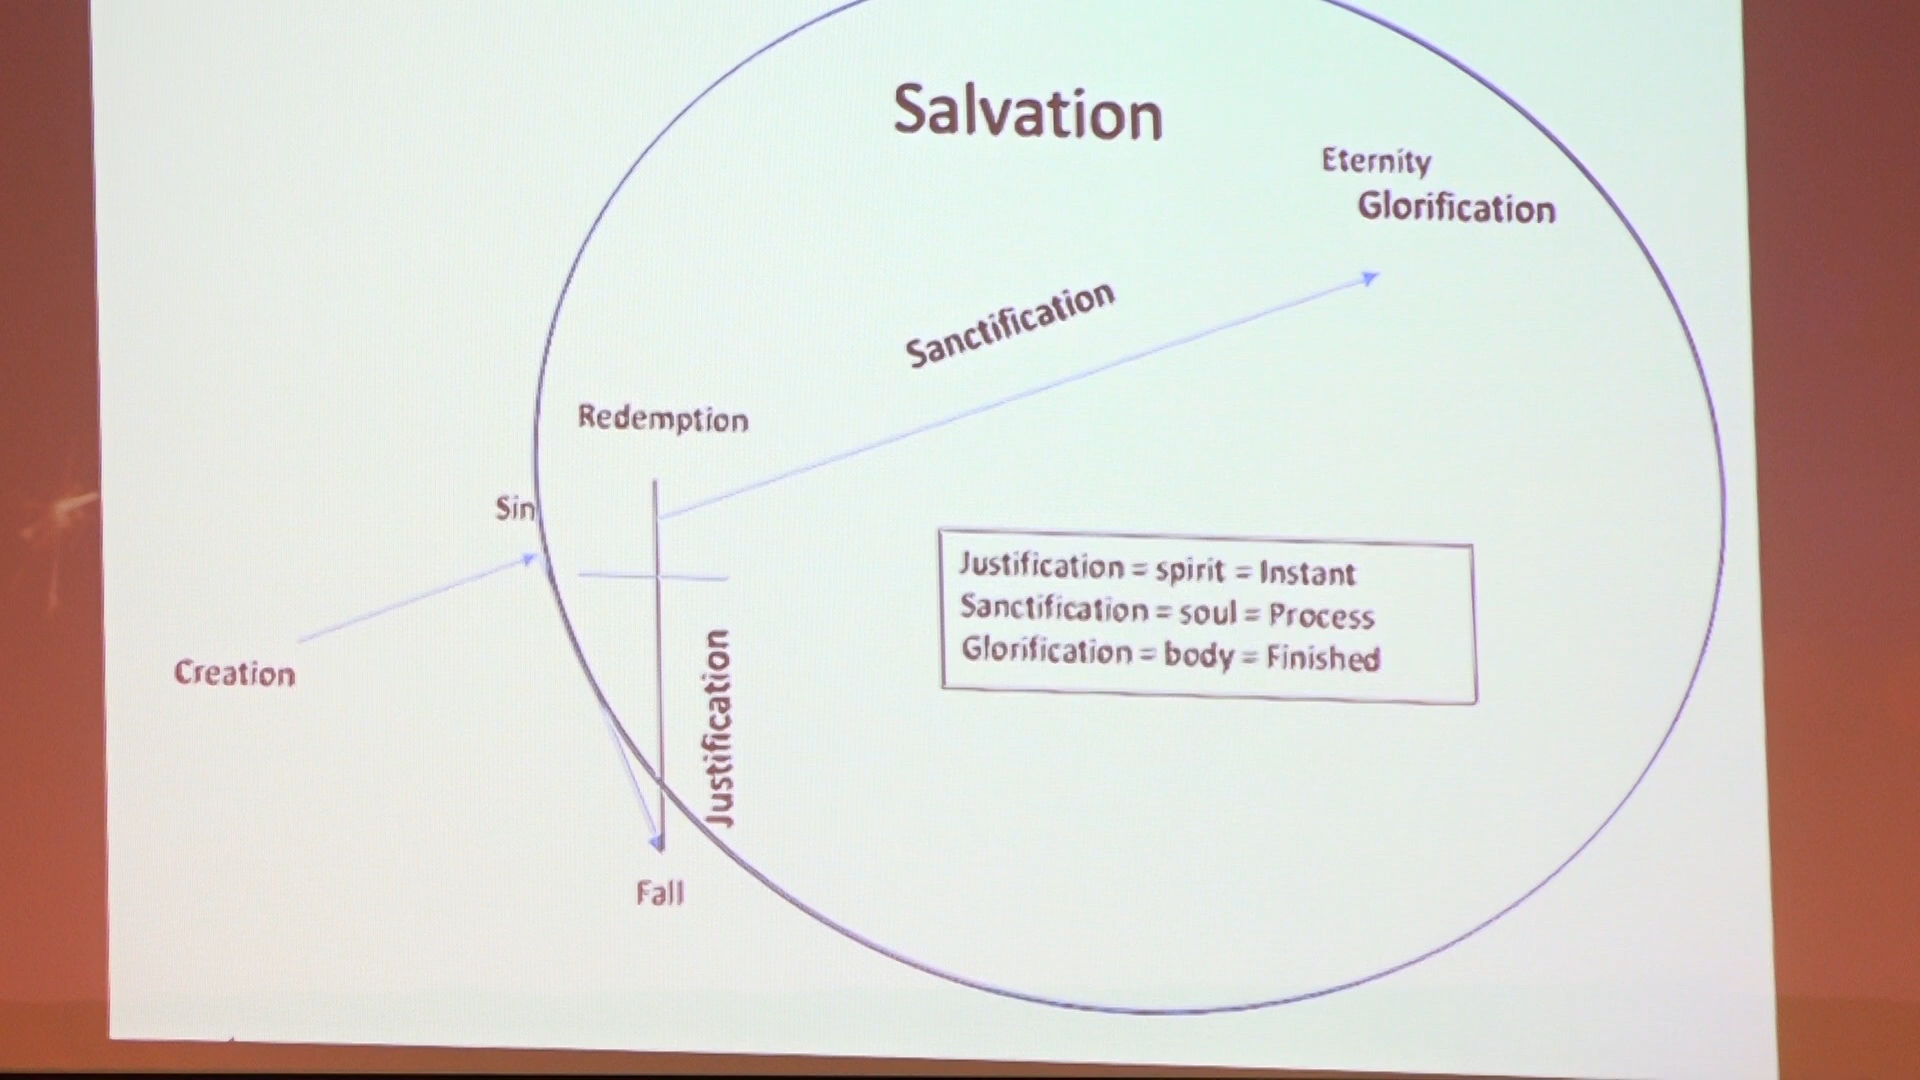 Salvation
Eternity
Glorification
Sanctification
Redemption
Sin
Creation
Justification = spirit = Instant
Sanctification = soul = Process
Glorification = body = Finished
Justification
Fall